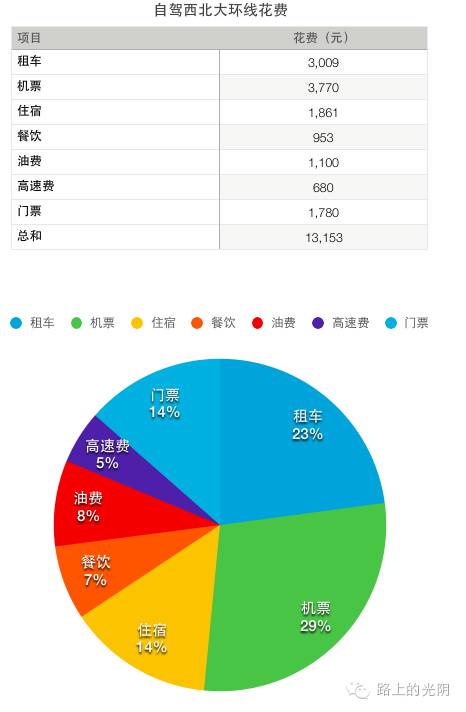 自驾西北大环线花费
项目 花费（元）
租车 3,009
机票 3,770
住宿 1,861
餐饮 953
油费 1,100
高速费 680
门票 1,780
总和 13,153
租车 机票 住宿 餐饮 油费 高速费 门票
门票
14%
租车
23%
高速费
5%
油费
8%
餐饮
7%
住宿
14%
机票
29%
路上的光阴